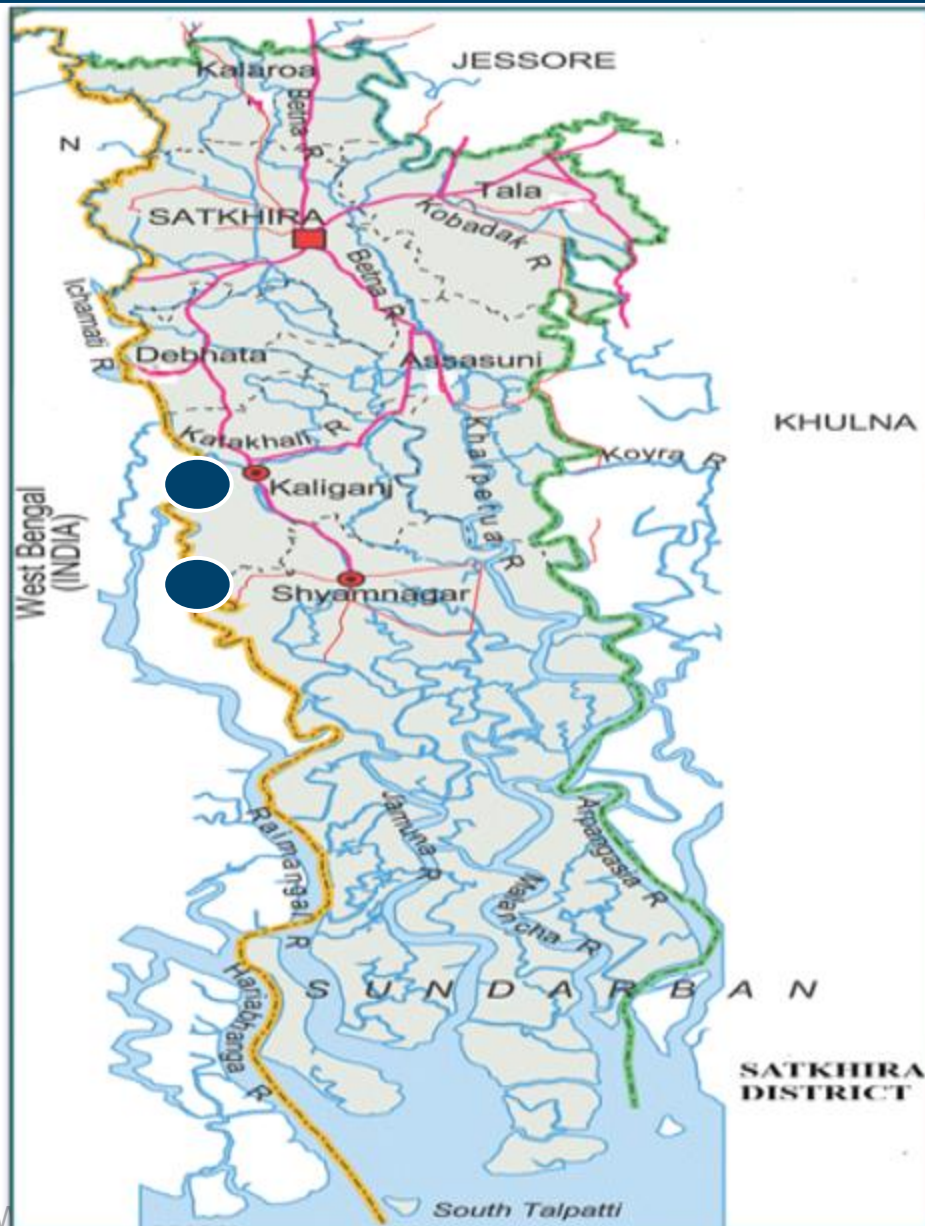 JESSORE
Kalaroa
Betna R
N
Tala
SATKHIRA
Kobadak R
Betna R
Ichamati R
Debhata
Assasuni
KHULNA
Katakhali R
Kharpetua R
Koyra R
Kaliganj
West Bengal
(INDIA)
Shyamnagar
Jamuna R
Arpangasia R
Raimangal R
Malancha R
SUNDARBAN
Hariabhanga R
SATKHIRA
DISTRICT
South Talpatti